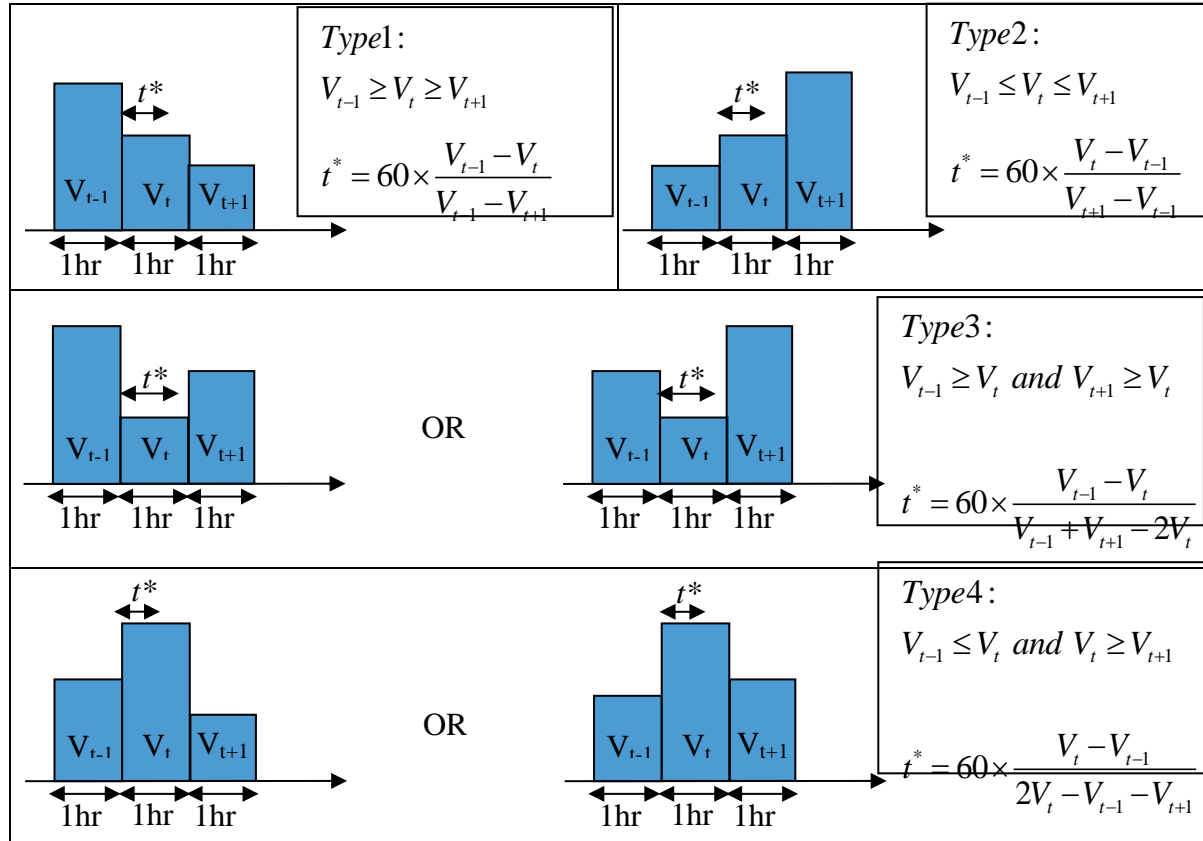 Type1:
V_{t-1} ≥ V_t ≥ V_{t+1}
t* = 60 × \frac{V_{t-1} - V_t}{V_{t-1} - V_{t+1}}
t*
V_{t-1} V_t V_{t+1}
1hr 1hr 1hr
Type2:
V_{t-1} ≤ V_t ≤ V_{t+1}
t* = 60 × \frac{V_t - V_{t-1}}{V_{t+1} - V_{t-1}}
t*
V_{t-1} V_t V_{t+1}
1hr 1hr 1hr
t*
V_{t-1} V_t V_{t+1}
1hr 1hr 1hr
OR
t*
V_{t-1} V_t V_{t+1}
1hr 1hr 1hr
Type3:
V_{t-1} ≥ V_t and V_{t+1} ≥ V_t
t* = 60 × \frac{V_{t-1} - V_t}{V_{t-1} + V_{t+1} - 2V_t}
t*
V_{t-1} V_t V_{t+1}
1hr 1hr 1hr
OR
t*
V_{t-1} V_t V_{t+1}
1hr 1hr 1hr
Type4:
V_{t-1} ≤ V_t and V_t ≥ V_{t+1}
t* = 60 × \frac{V_t - V_{t-1}}{2V_t - V_{t-1} - V_{t+1}}